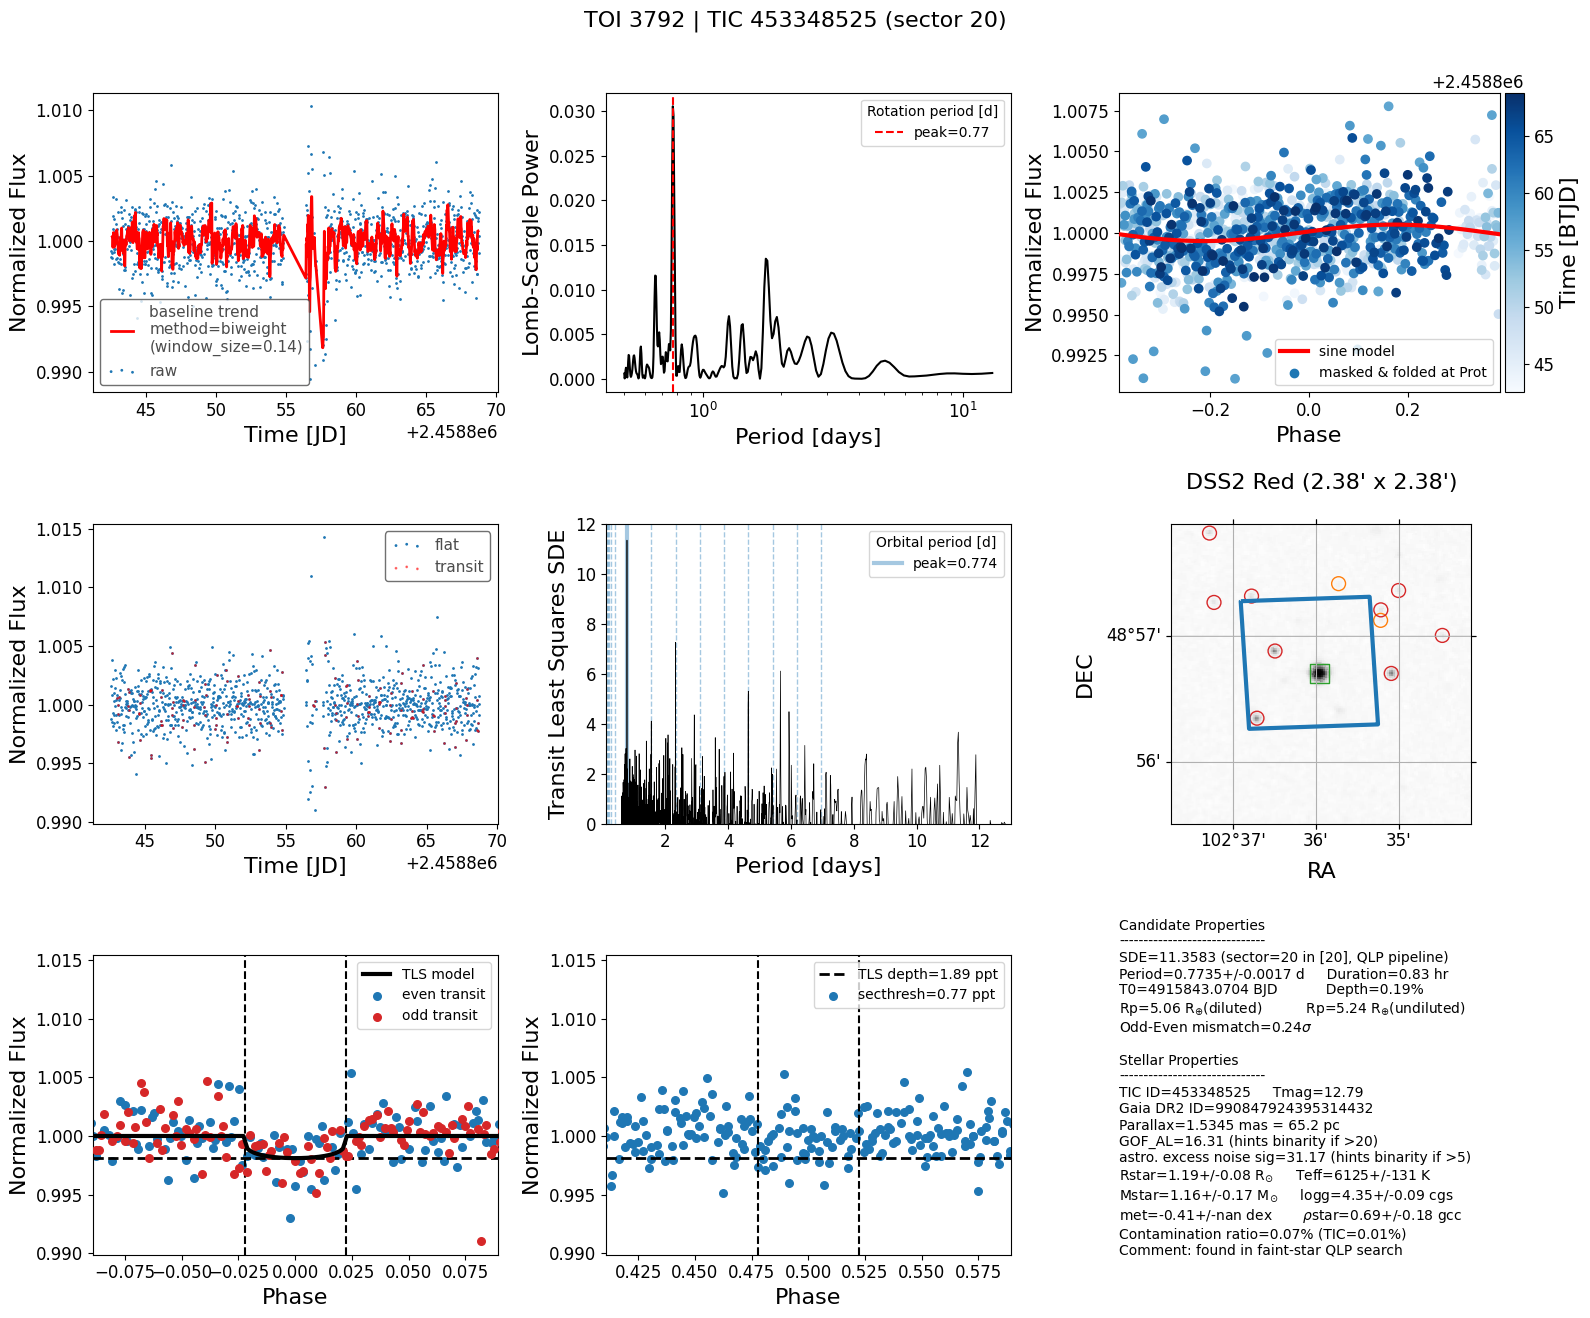 TOI 3792 | TIC 453348525 (sector 20)
Normalized Flux
1.010
1.005
1.000
0.995
0.990
baseline trend
method=biweight
(window_size=0.14)
raw
45 50 55 60 65 70
Time [JD]
+2.4588e6
Lomb-Scargle Power
0.030
0.025
0.020
0.015
0.010
0.005
0.000
Rotation period [d]
peak=0.77
10^0 10^1
Period [days]
+2.4588e6
Normalized Flux
1.0075
1.0050
1.0025
1.0000
0.9975
0.9950
0.9925
sine model
masked & folded at Prot
−0.2 0.0 0.2
Phase
65
60
55
50
45
Time [BTJD]
Normalized Flux
1.015
1.010
1.005
1.000
0.995
0.990
flat
transit
45 50 55 60 65 70
Time [JD]
+2.4588e6
Transit Least Squares SDE
12
10
8
6
4
2
0
Orbital period [d]
peak=0.774
2 4 6 8 10 12
Period [days]
DSS2 Red (2.38' x 2.38')
DEC
48°57'
56'
102°37' 36' 35'
RA
Normalized Flux
1.015
1.010
1.005
1.000
0.995
0.990
TLS model
even transit
odd transit
−0.075 −0.050 −0.025 0.000 0.025 0.050 0.075
Phase
Normalized Flux
1.015
1.010
1.005
1.000
0.995
0.990
TLS depth=1.89 ppt
secthresh=0.77 ppt
0.425 0.450 0.475 0.500 0.525 0.550 0.575
Phase
Candidate Properties
------------------------------
SDE=11.3583 (sector=20 in [20], QLP pipeline)
Period=0.7735+/-0.0017 d Duration=0.83 hr
T0=4915843.0704 BJD Depth=0.19%
Rp=5.06 R⊕(diluted) Rp=5.24 R⊕(undiluted)
Odd-Even mismatch=0.24σ
Stellar Properties
------------------------------
TIC ID=453348525 Tmag=12.79
Gaia DR2 ID=990847924395314432
Parallax=1.5345 mas = 65.2 pc
GOF_AL=16.31 (hints binarity if >20)
astro. excess noise sig=31.17 (hints binarity if >5)
Rstar=1.19+/-0.08 R⊙ Teff=6125+/-131 K
Mstar=1.16+/-0.17 M⊙ logg=4.35+/-0.09 cgs
met=-0.41+/-nan dex ρstar=0.69+/-0.18 gcc
Contamination ratio=0.07% (TIC=0.01%)
Comment: found in faint-star QLP search